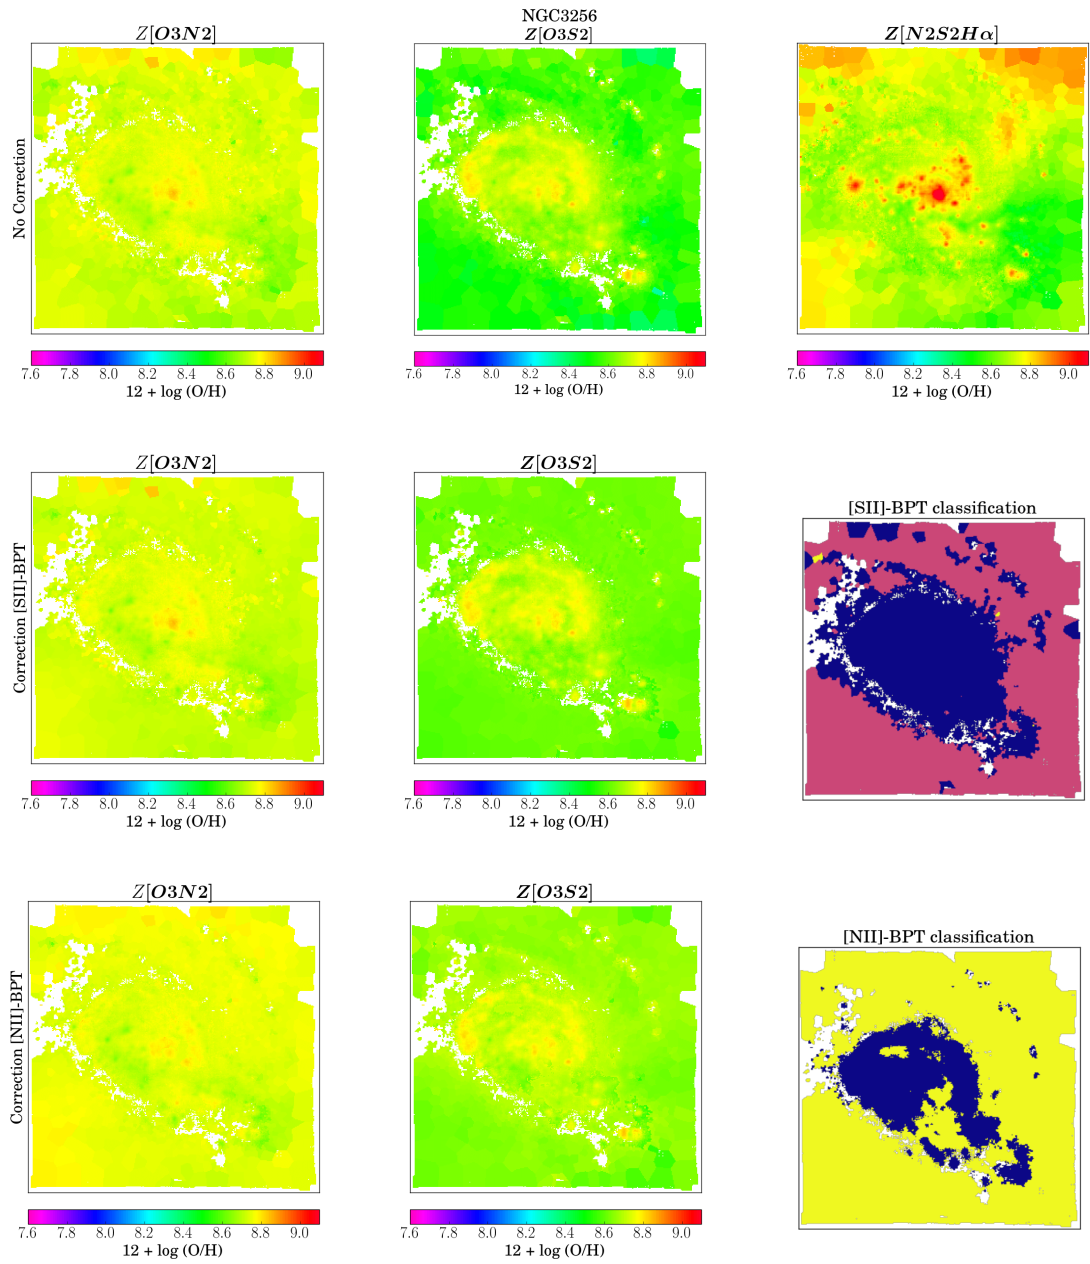 NGC3256
Z[O3N2]
Z[O3S2]
Z[N2S2Hα]
No Correction
7.6 7.8 8.0 8.2 8.4 8.6 8.8 9.0
12 + log (O/H)
7.6 7.8 8.0 8.2 8.4 8.6 8.8 9.0
12 + log (O/H)
7.6 7.8 8.0 8.2 8.4 8.6 8.8 9.0
12 + log (O/H)
Z[O3N2]
Z[O3S2]
[SII]-BPT classification
Correction [SII]-BPT
7.6 7.8 8.0 8.2 8.4 8.6 8.8 9.0
12 + log (O/H)
7.6 7.8 8.0 8.2 8.4 8.6 8.8 9.0
12 + log (O/H)
Z[O3N2]
Z[O3S2]
[NII]-BPT classification
Correction [NII]-BPT
7.6 7.8 8.0 8.2 8.4 8.6 8.8 9.0
12 + log (O/H)
7.6 7.8 8.0 8.2 8.4 8.6 8.8 9.0
12 + log (O/H)